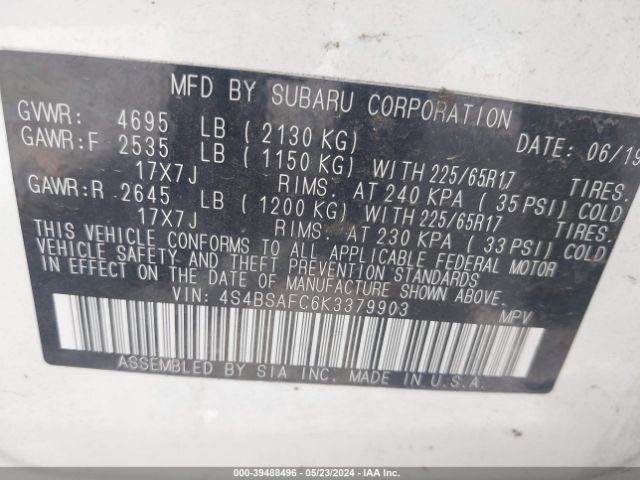 MFD BY SUBARU CORPORATION
GVWR: 4695 LB ( 2130 KG) DATE: 06/19
GAWR:F 2535 LB ( 1150 KG) WITH 225/65R17 TIRES.
17X7J RIMS. AT 240 KPA ( 35 PSI) COLD
GAWR:R 2645 LB ( 1200 KG) WITH 225/65R17 TIRES.
17X7J RIMS. AT 230 KPA ( 33 PSI) COLD
THIS VEHICLE CONFORMS TO ALL APPLICABLE FEDERAL MOTOR
VEHICLE SAFETY AND THEFT PREVENTION STANDARDS
IN EFFECT ON THE DATE OF MANUFACTURE SHOWN ABOVE.
VIN: 4S4BSAFC6K3379903 MPV
ASSEMBLED BY SIA INC. MADE IN U.S.A.
000-39488496 - 05/23/2024 - IAA Inc.